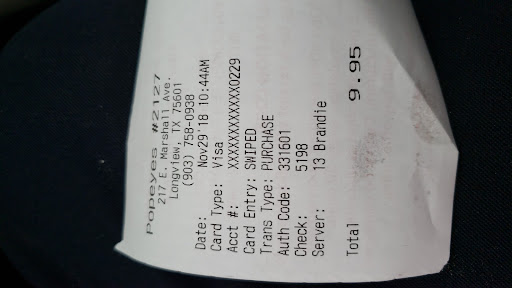 Popeyes #2127
217 E. Marshall Ave.
Longview, TX 75601
(903) 758-0938
Date: Nov29'18 10:44AM
Card Type: Visa
Acct #: XXXXXXXXXXXX0229
Card Entry: SWIPED
Trans Type: PURCHASE
Auth Code: 331601
Check: 5198
Server: 13 Brandie
Total 9.95